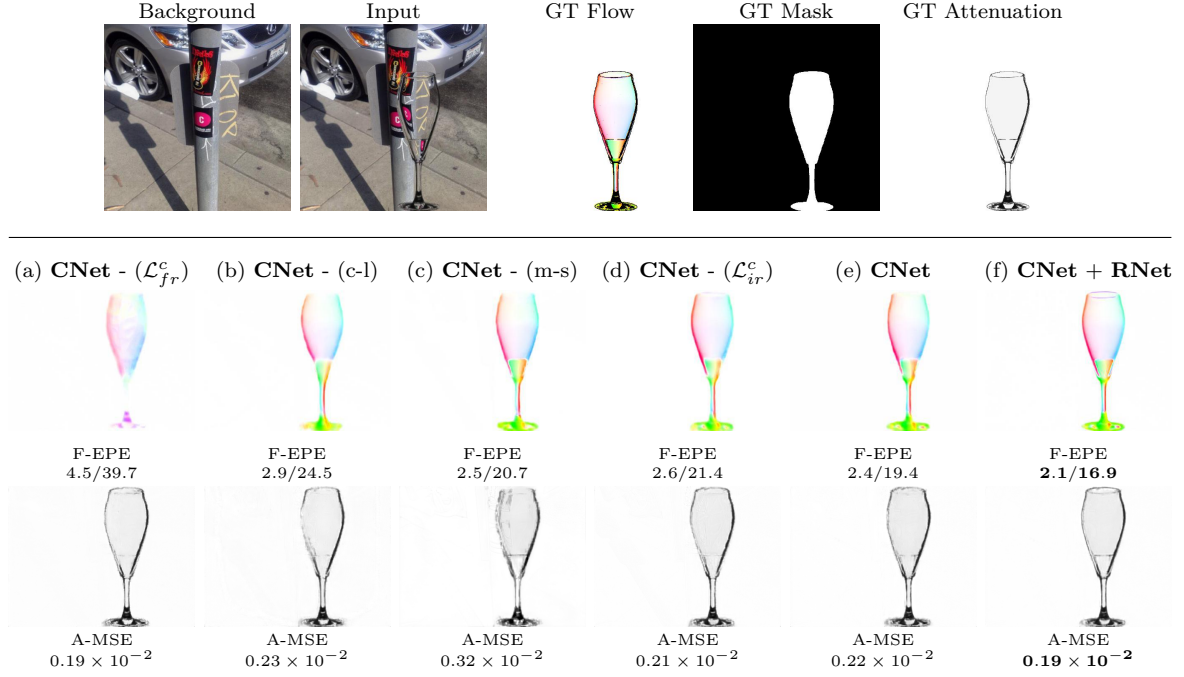 Background Input GT Flow GT Mask GT Attenuation
KLOR
C
(a) CNet - (ℒᶜ_fr) (b) CNet - (c-l) (c) CNet - (m-s) (d) CNet - (ℒᶜ_ir) (e) CNet (f) CNet + RNet
F-EPE F-EPE F-EPE F-EPE F-EPE F-EPE
4.5/39.7 2.9/24.5 2.5/20.7 2.6/21.4 2.4/19.4 2.1/16.9
A-MSE A-MSE A-MSE A-MSE A-MSE A-MSE
0.19 × 10⁻² 0.23 × 10⁻² 0.32 × 10⁻² 0.21 × 10⁻² 0.22 × 10⁻² 0.19 × 10⁻²